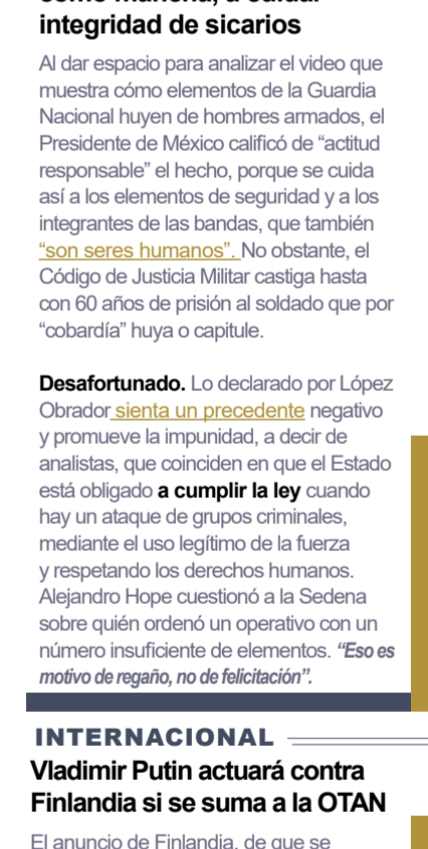 como mañana, a cuidar
integridad de sicarios
Al dar espacio para analizar el video que
muestra cómo elementos de la Guardia
Nacional huyen de hombres armados, el
Presidente de México calificó de “actitud
responsable” el hecho, porque se cuida
así a los elementos de seguridad y a los
integrantes de las bandas, que también
“son seres humanos”. No obstante, el
Código de Justicia Militar castiga hasta
con 60 años de prisión al soldado que por
“cobardía” huya o capitule.
Desafortunado. Lo declarado por López
Obrador sienta un precedente negativo
y promueve la impunidad, a decir de
analistas, que coinciden en que el Estado
está obligado a cumplir la ley cuando
hay un ataque de grupos criminales,
mediante el uso legítimo de la fuerza
y respetando los derechos humanos.
Alejandro Hope cuestionó a la Sedena
sobre quién ordenó un operativo con un
número insuficiente de elementos. “Eso es
motivo de regaño, no de felicitación”.
INTERNACIONAL
Vladimir Putin actuará contra
Finlandia si se suma a la OTAN
El anuncio de Finlandia, de que se